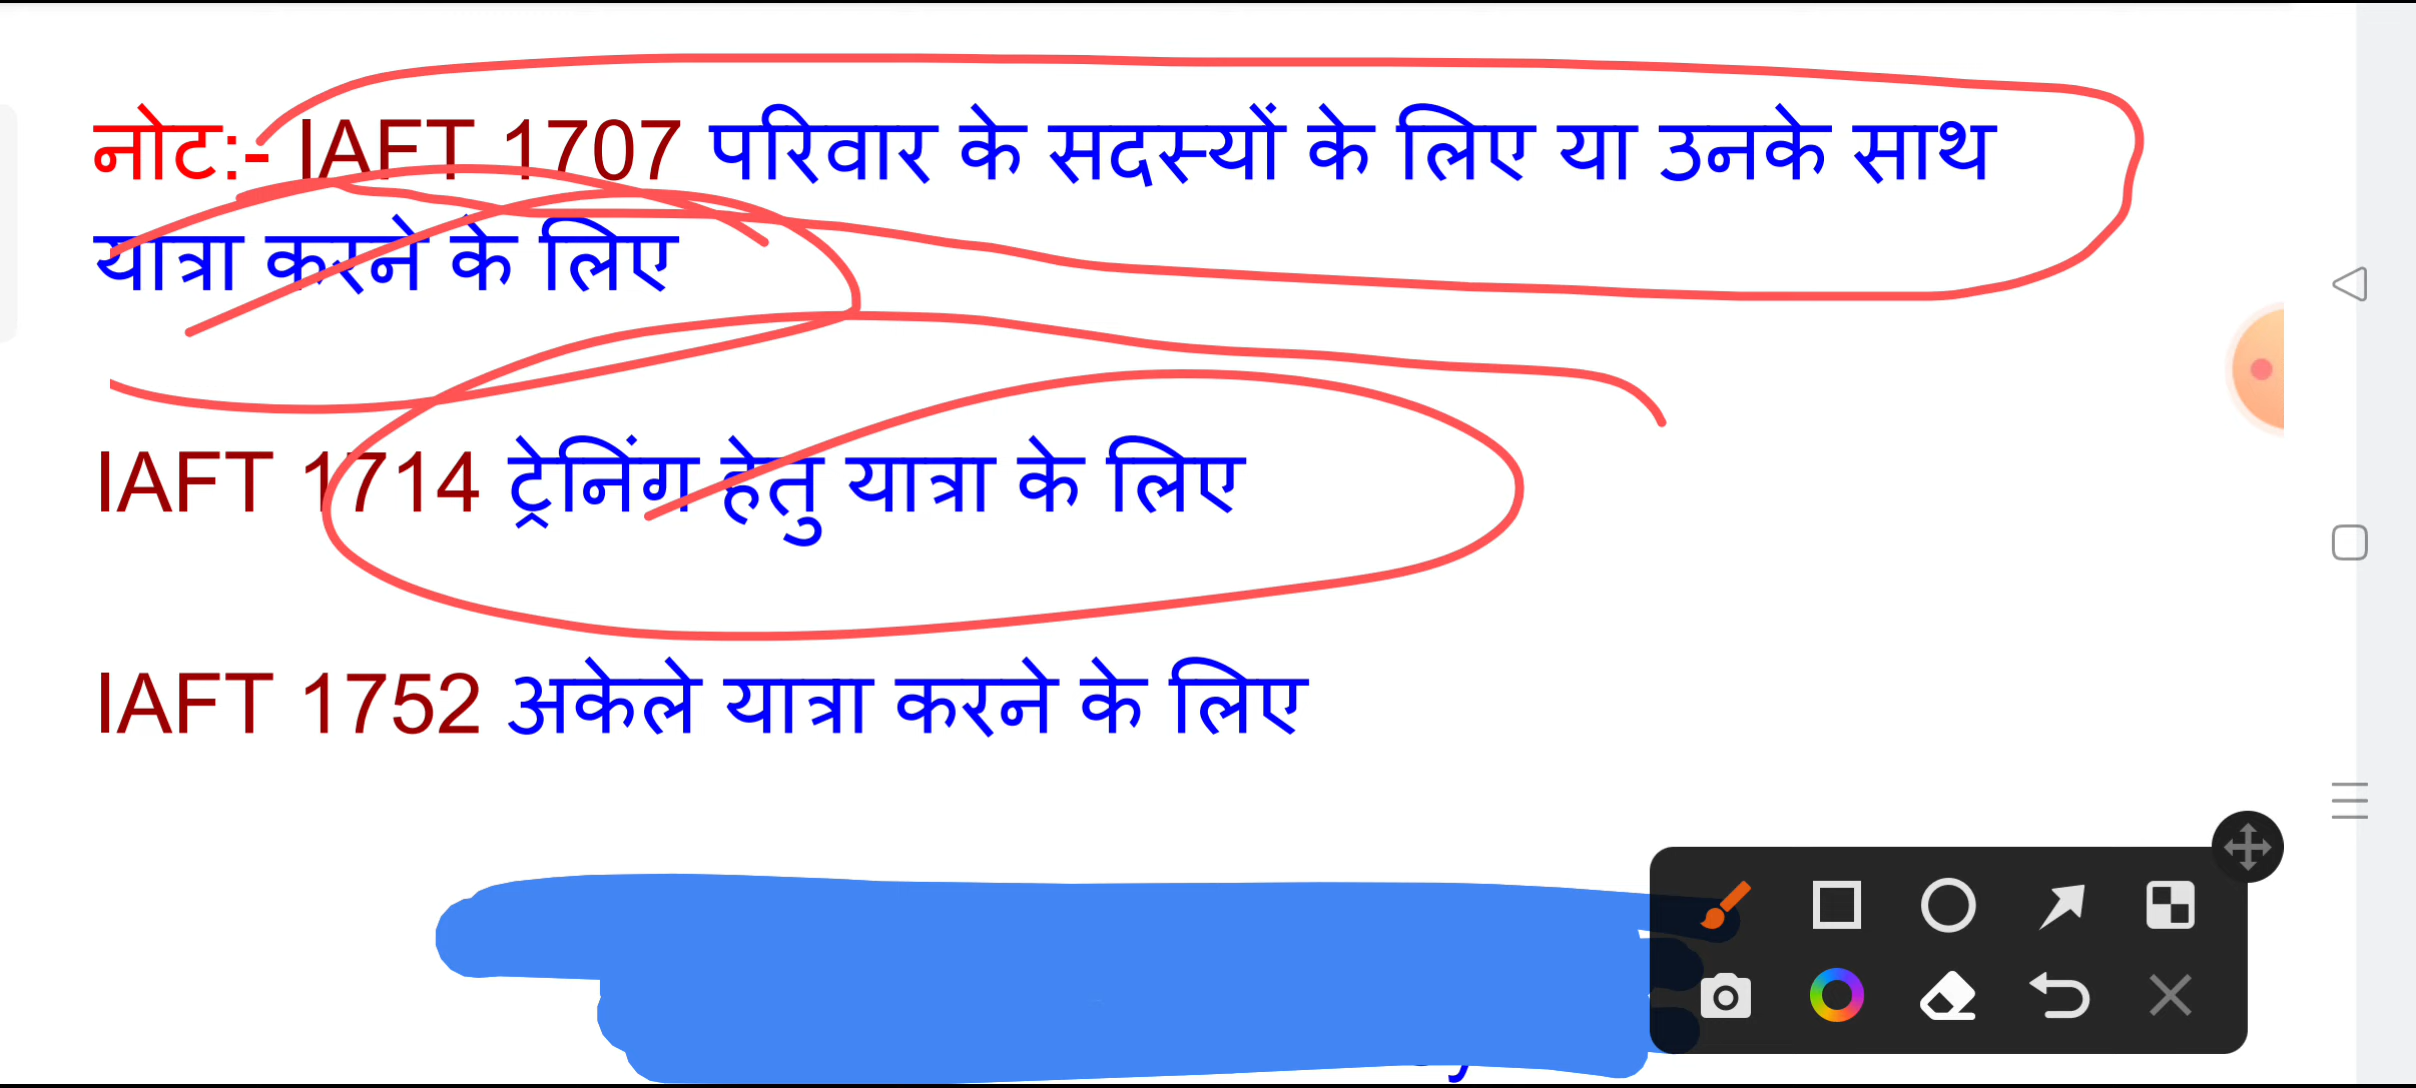 नोट:- IAFT 1707 परिवार के सदस्यों के लिए या उनके साथ
यात्रा करने के लिए
IAFT 1714 ट्रेनिंग हेतु यात्रा के लिए
IAFT 1752 अकेले यात्रा करने के लिए